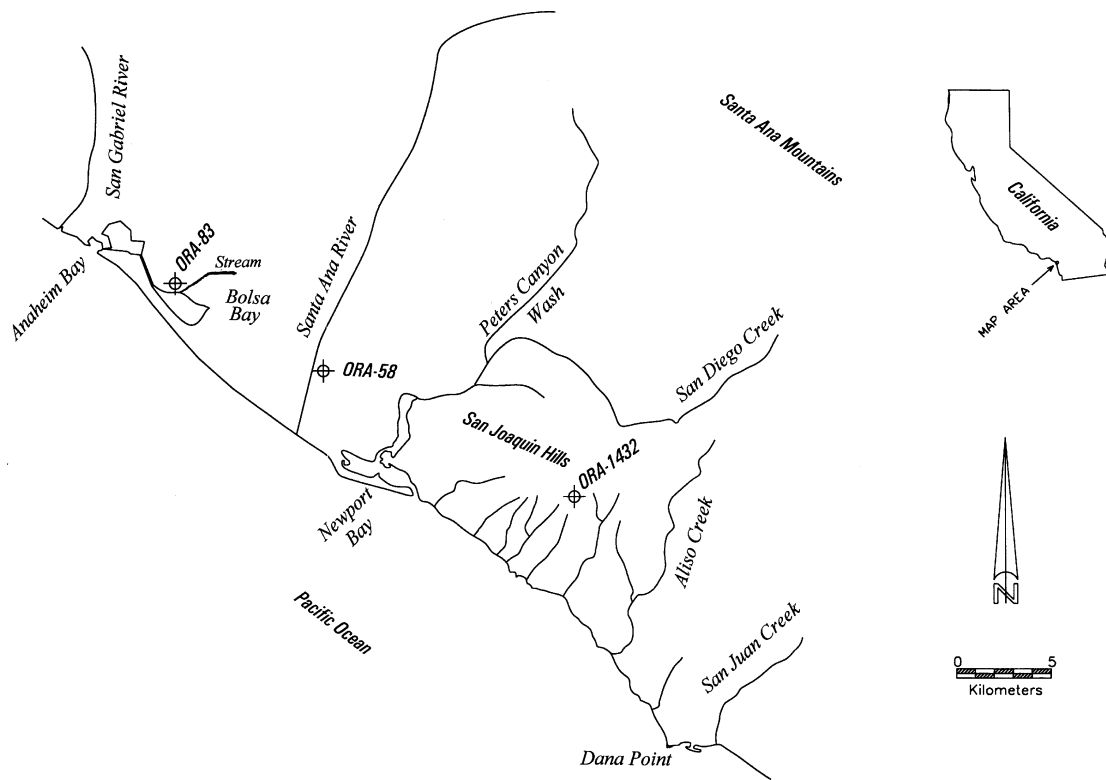 San Gabriel River
Santa Ana Mountains
California
MAP AREA
ORA-83
Stream
Anaheim Bay
Bolsa
Bay
Santa Ana River
Peters Canyon
Wash
ORA-58
San Diego Creek
San Joaquin Hills
ORA-1432
Newport
Bay
Aliso Creek
Pacific Ocean
N
San Juan Creek
0 5
Kilometers
Dana Point